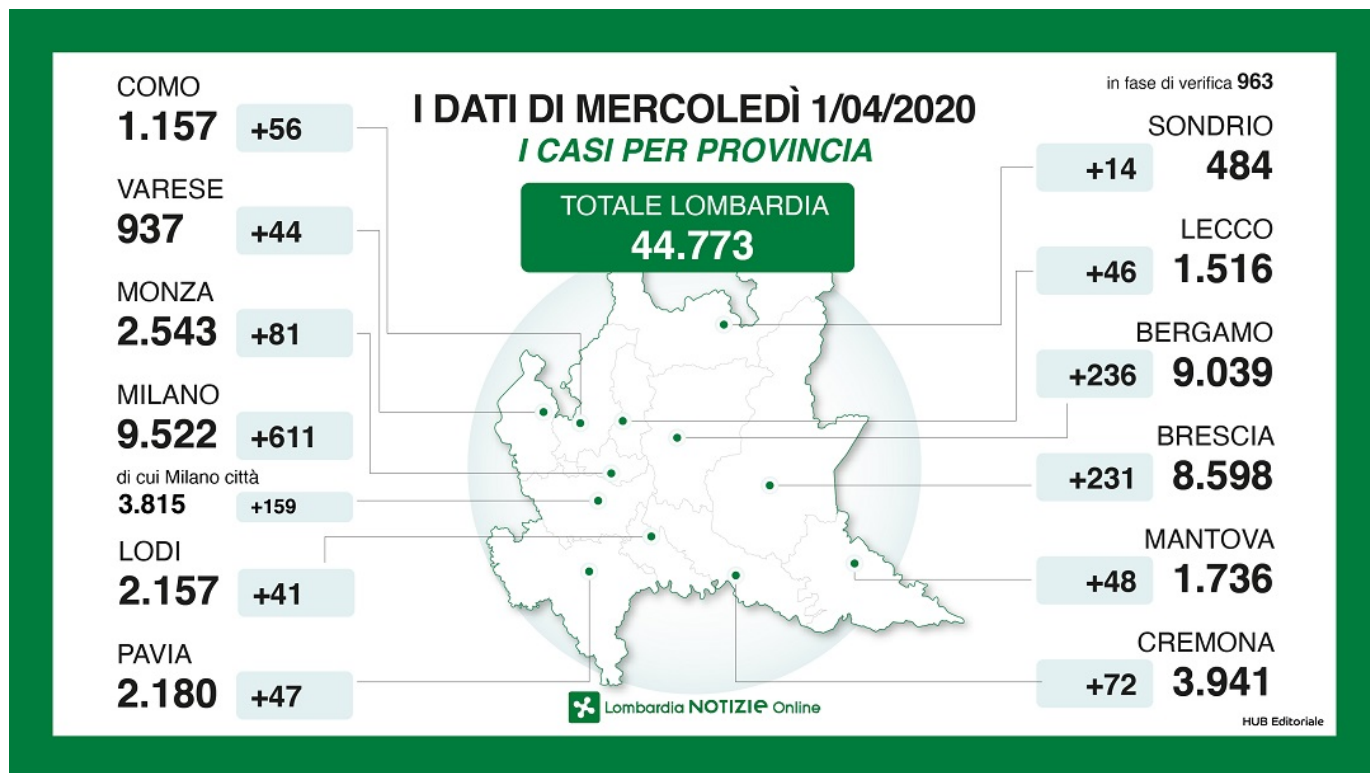 I DATI DI MERCOLEDÌ 1/04/2020
I CASI PER PROVINCIA
TOTALE LOMBARDIA
44.773
COMO
1.157 +56
VARESE
937 +44
MONZA
2.543 +81
MILANO
9.522 +611
di cui Milano città
3.815 +159
LODI
2.157 +41
PAVIA
2.180 +47
in fase di verifica 963
SONDRIO
+14 484
LECCO
+46 1.516
BERGAMO
+236 9.039
BRESCIA
+231 8.598
MANTOVA
+48 1.736
CREMONA
+72 3.941
Lombardia NOTIZIe Online
HUB Editoriale